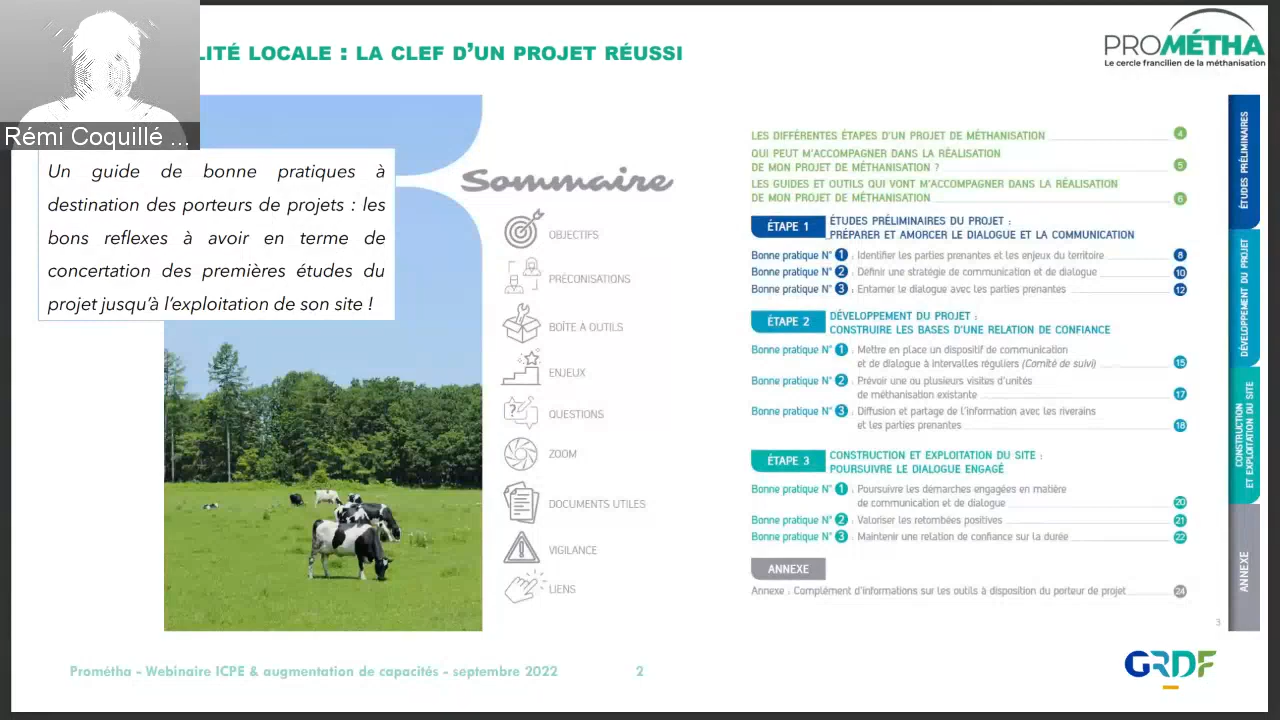 LITÉ LOCALE : LA CLEF D'UN PROJET RÉUSSI
PROMÉTHA
Le cercle francilien de la méthanisation
Rémi Coquillé ...
Un guide de bonne pratiques à
destination des porteurs de projets : les
bons reflexes à avoir en terme de
concertation des premières études du
projet jusqu'à l'exploitation de son site !
Sommaire
OBJECTIFS
PRÉCONISATIONS
BOÎTE A OUTILS
ENJEUX
QUESTIONS
ZOOM
DOCUMENTS UTILES
VIGILANCE
LIENS
LES DIFFÉRENTES ÉTAPES D'UN PROJET DE MÉTHANISATION 4
QUI PEUT M'ACCOMPAGNER DANS LA RÉALISATION
DE MON PROJET DE MÉTHANISATION ? 5
LES GUIDES ET OUTILS QUI VONT M'ACCOMPAGNER DANS LA RÉALISATION
DE MON PROJET DE MÉTHANISATION 6
ÉTAPE 1 ÉTUDES PRÉLIMINAIRES DU PROJET :
PRÉPARER ET AMORCER LE DIALOGUE ET LA COMMUNICATION
Bonne pratique N° 1 : Identifier les parties prenantes et les enjeux du territoire 8
Bonne pratique N° 2 : Définir une stratégie de communication et de dialogue 10
Bonne pratique N° 3 : Entamer le dialogue avec les parties prenantes 12
ÉTAPE 2 DÉVELOPPEMENT DU PROJET :
CONSTRUIRE LES BASES D'UNE RELATION DE CONFIANCE
Bonne pratique N° 1 : Mettre en place un dispositif de communication
et de dialogue à intervalles réguliers (Comité de suivi) 15
Bonne pratique N° 2 : Prévoir une ou plusieurs visites d'unités
de méthanisation existante 17
Bonne pratique N° 3 : Diffusion et partage de l'information avec les riverains
et les parties prenantes 18
ÉTAPE 3 CONSTRUCTION ET EXPLOITATION DU SITE :
POURSUIVRE LE DIALOGUE ENGAGÉ
Bonne pratique N° 1 : Poursuivre les démarches engagées en matière
de communication et de dialogue 20
Bonne pratique N° 2 : Valoriser les retombées positives 21
Bonne pratique N° 3 : Maintenir une relation de confiance sur la durée 22
ANNEXE
Annexe : Complément d'informations sur les outils à disposition du porteur de projet 24
3
ÉTUDES PRÉLIMINAIRES
DÉVELOPPEMENT DU PROJET
CONSTRUCTION
ET EXPLOITATION DU SITE
ANNEXE
Prométha - Webinaire ICPE & augmentation de capacités - septembre 2022 2
GRDF